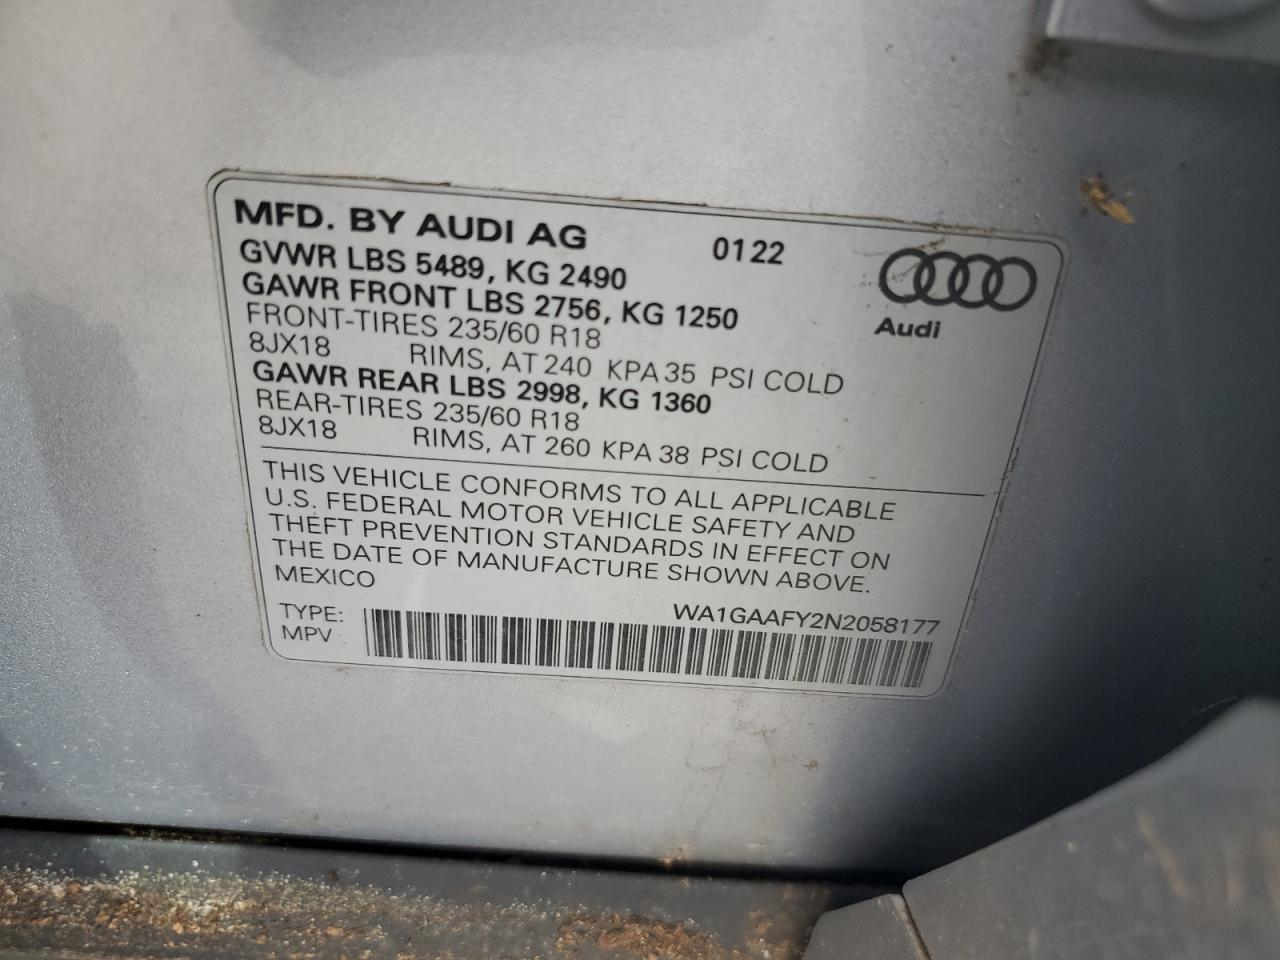 MFD. BY AUDI AG 0122
GVWR LBS 5489, KG 2490
GAWR FRONT LBS 2756, KG 1250
Audi
FRONT-TIRES 235/60 R18
8JX18 RIMS, AT 240 KPA 35 PSI COLD
GAWR REAR LBS 2998, KG 1360
REAR-TIRES 235/60 R18
8JX18 RIMS, AT 260 KPA 38 PSI COLD
THIS VEHICLE CONFORMS TO ALL APPLICABLE
U.S. FEDERAL MOTOR VEHICLE SAFETY AND
THEFT PREVENTION STANDARDS IN EFFECT ON
THE DATE OF MANUFACTURE SHOWN ABOVE.
MEXICO
TYPE: WA1GAAFY2N2058177
MPV